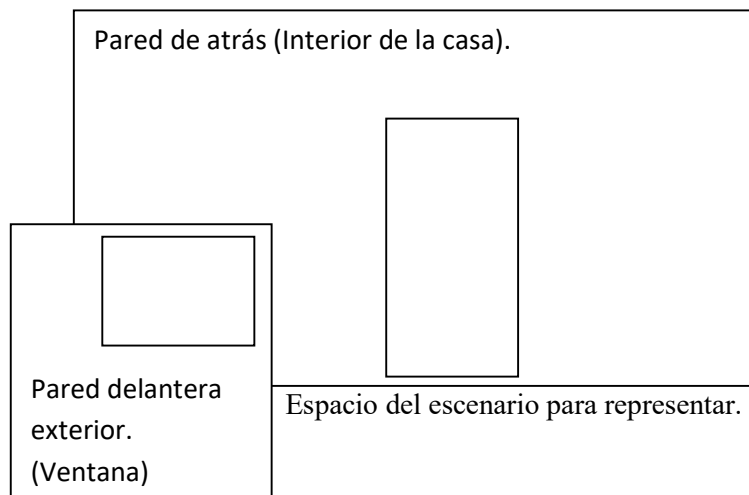 Pared de atrás (Interior de la casa).
Pared delantera
exterior.
(Ventana)
Espacio del escenario para representar.